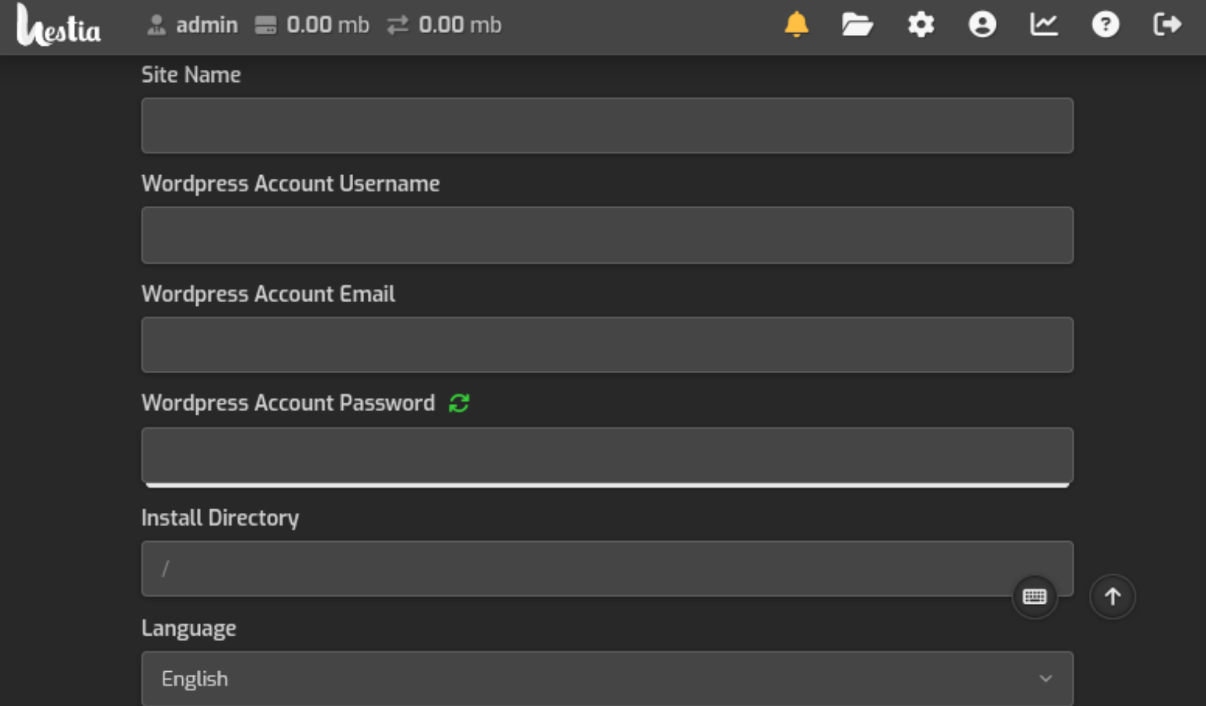 hestia admin 0.00 mb 0.00 mb
Site Name
Wordpress Account Username
Wordpress Account Email
Wordpress Account Password
Install Directory
/
Language
English